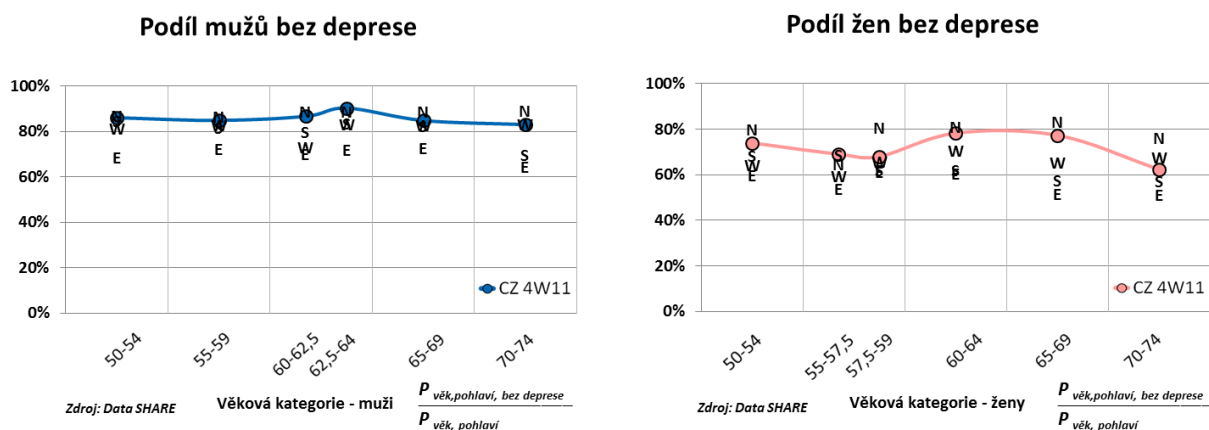 Podíl mužů bez deprese
100%
80%
60%
40%
20%
0%
N
W
E
N
W
S
E
N
S
W
E
N
W
S
E
N
W
S
E
N
W
S
E
CZ 4W11
50-54
55-59
60-62,5
62,5-64
65-69
70-74
Zdroj: Data SHARE
Věková kategorie - muži
P věk,pohlaví, bez deprese
P věk, pohlaví
Podíl žen bez deprese
100%
80%
60%
40%
20%
0%
N
S
W
E
S
N
W
E
N
W
S
E
N
W
S
E
N
W
S
E
N
W
S
E
CZ 4W11
50-54
55-57,5
57,5-59
60-64
65-69
70-74
Zdroj: Data SHARE
Věková kategorie - ženy
P věk,pohlaví, bez deprese
P věk, pohlaví